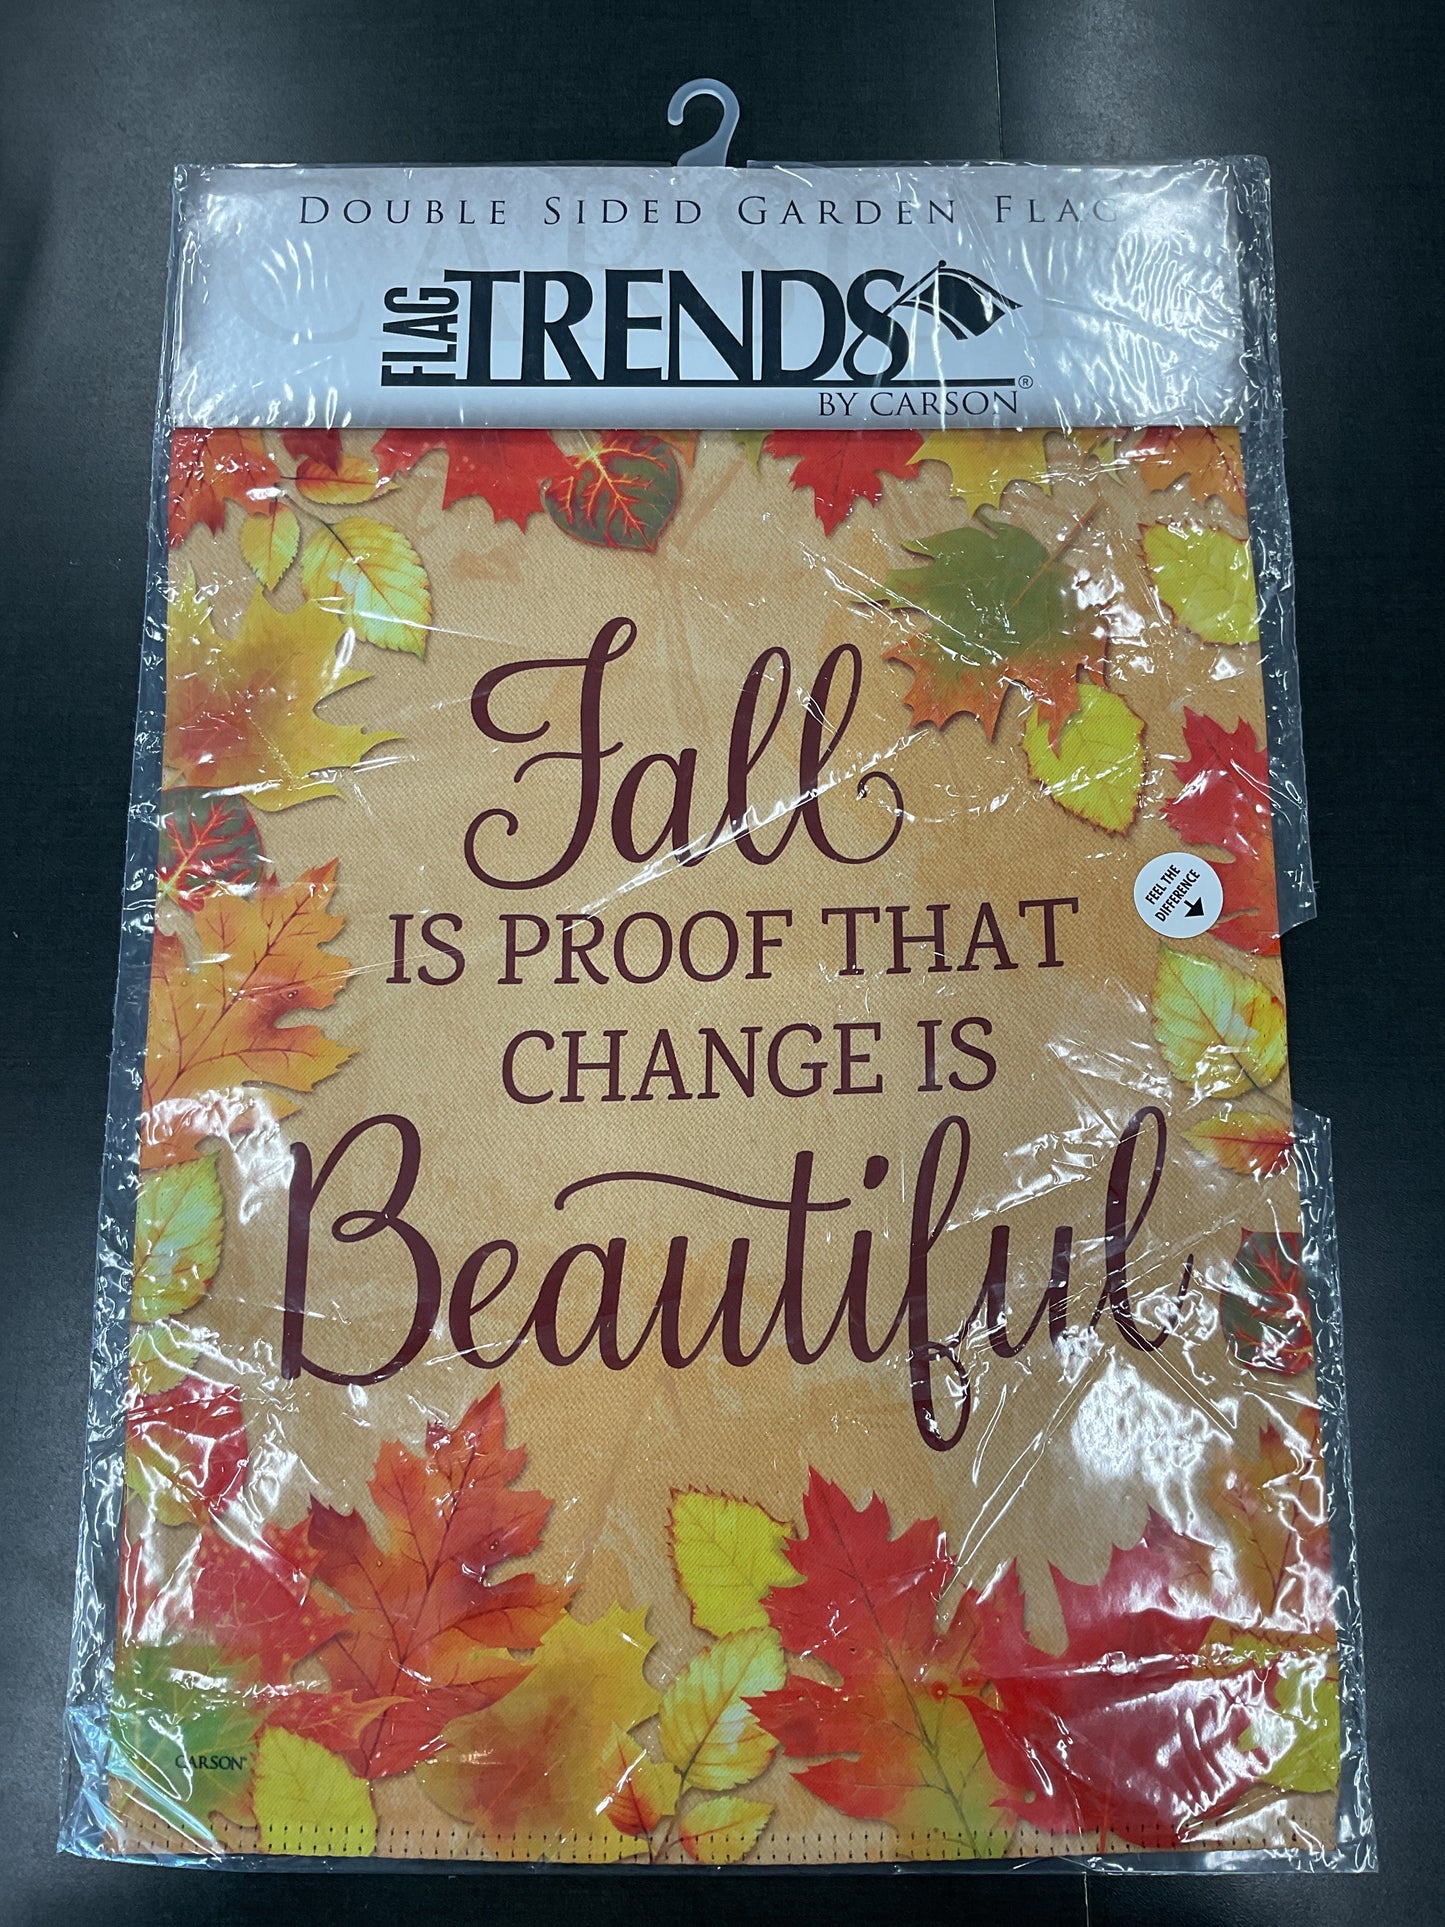 DOUBLE SIDED GARDEN FLAG
FLAG TRENDS®
BY CARSON
Fall
IS PROOF THAT
FEEL THE
DIFFERENCE
CHANGE IS
Beautiful
CARSON®